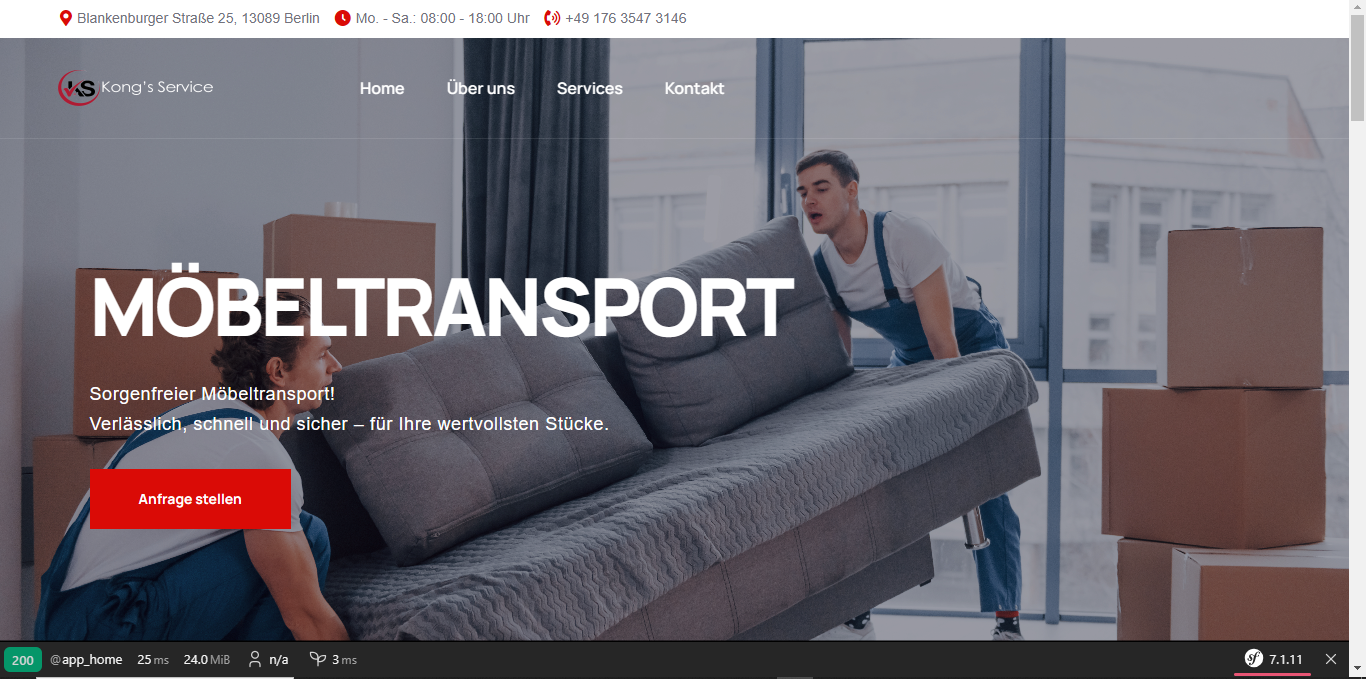 Blankenburger Straße 25, 13089 Berlin Mo. - Sa.: 08:00 - 18:00 Uhr +49 176 3547 3146
KS Kong's Service Home Über uns Services Kontakt
MÖBELTRANSPORT
Sorgenfreier Möbeltransport!
Verlässlich, schnell und sicher – für Ihre wertvollsten Stücke.
Anfrage stellen
200 @app_home 25 ms 24.0 MiB n/a 3 ms sf 7.1.11